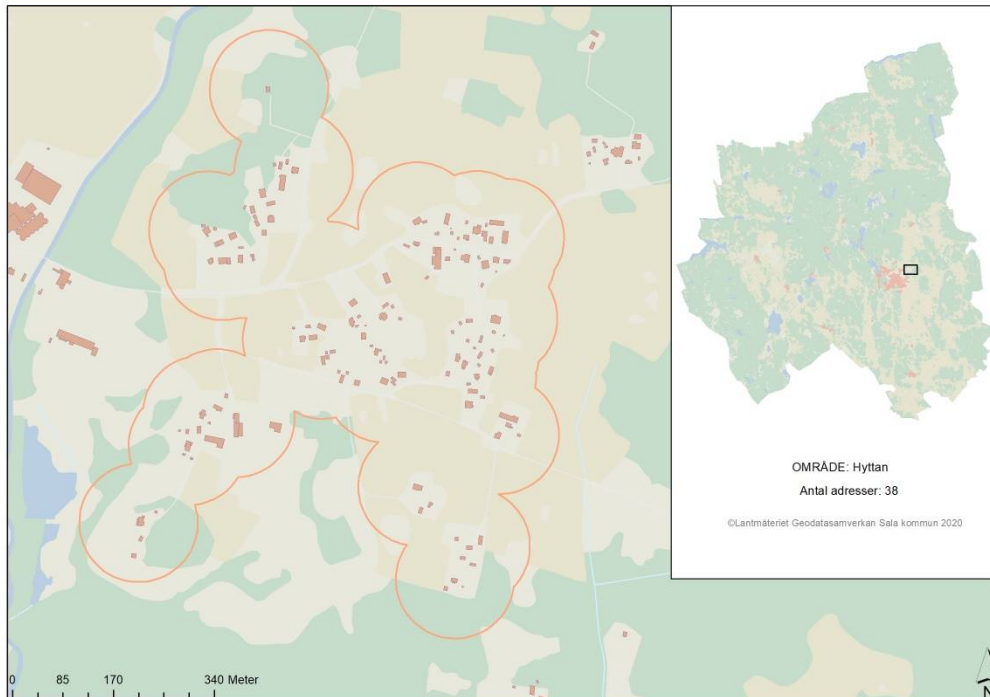 OMRÅDE: Hyttan
Antal adresser: 38
©Lantmäteriet Geodatasamverkan Sala kommun 2020
0 85 170 340 Meter
N